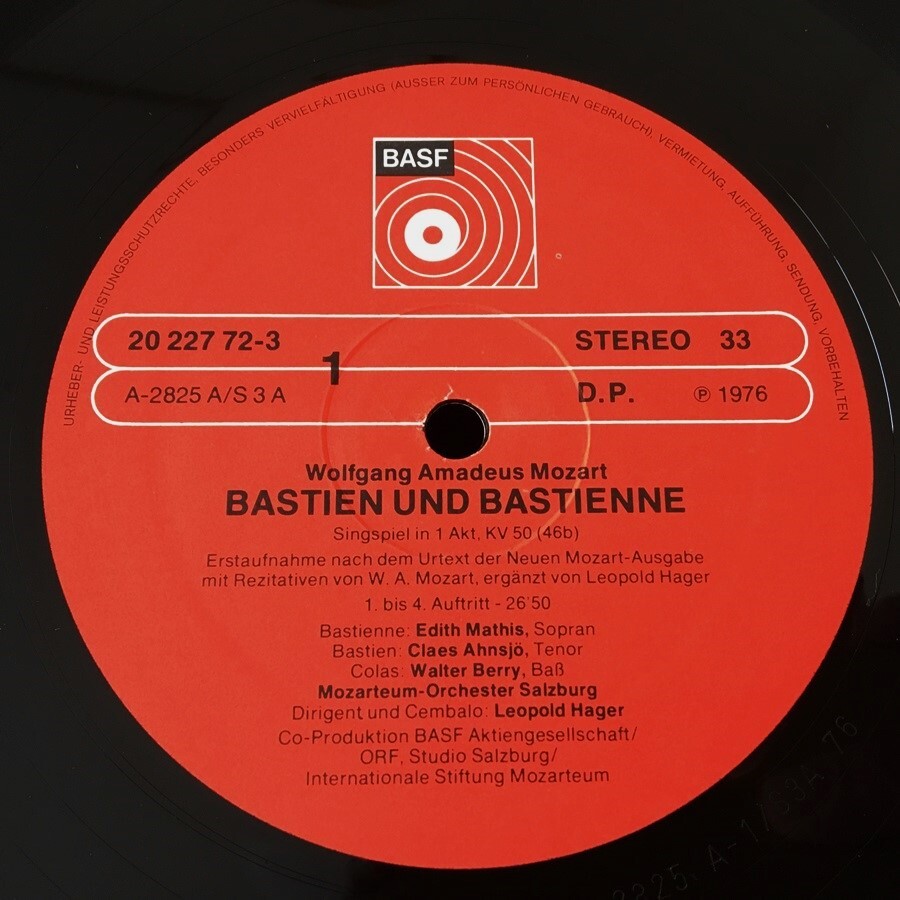 URHEBER- UND LEISTUNGSSCHUTZRECHTE, BESONDERS VERVIELFÄLTIGUNG (AUSSER ZUM PERSÖNLICHEN GEBRAUCH), VERMIETUNG, AUFFÜHRUNG, SENDUNG, VORBEHALTEN
BASF
20 227 72-3
1
STEREO 33
A-2825 A/S 3 A
D.P. ℗ 1976
Wolfgang Amadeus Mozart
BASTIEN UND BASTIENNE
Singspiel in 1 Akt, KV 50 (46b)
Erstaufnahme nach dem Urtext der Neuen Mozart-Ausgabe
mit Rezitativen von W. A. Mozart, ergänzt von Leopold Hager
1. bis 4. Auftritt - 26'50
Bastienne: Edith Mathis, Sopran
Bastien: Claes Ahnsjö, Tenor
Colas: Walter Berry, Baß
Mozarteum-Orchester Salzburg
Dirigent und Cembalo: Leopold Hager
Co-Produktion BASF Aktiengesellschaft/
ORF, Studio Salzburg/
Internationale Stiftung Mozarteum